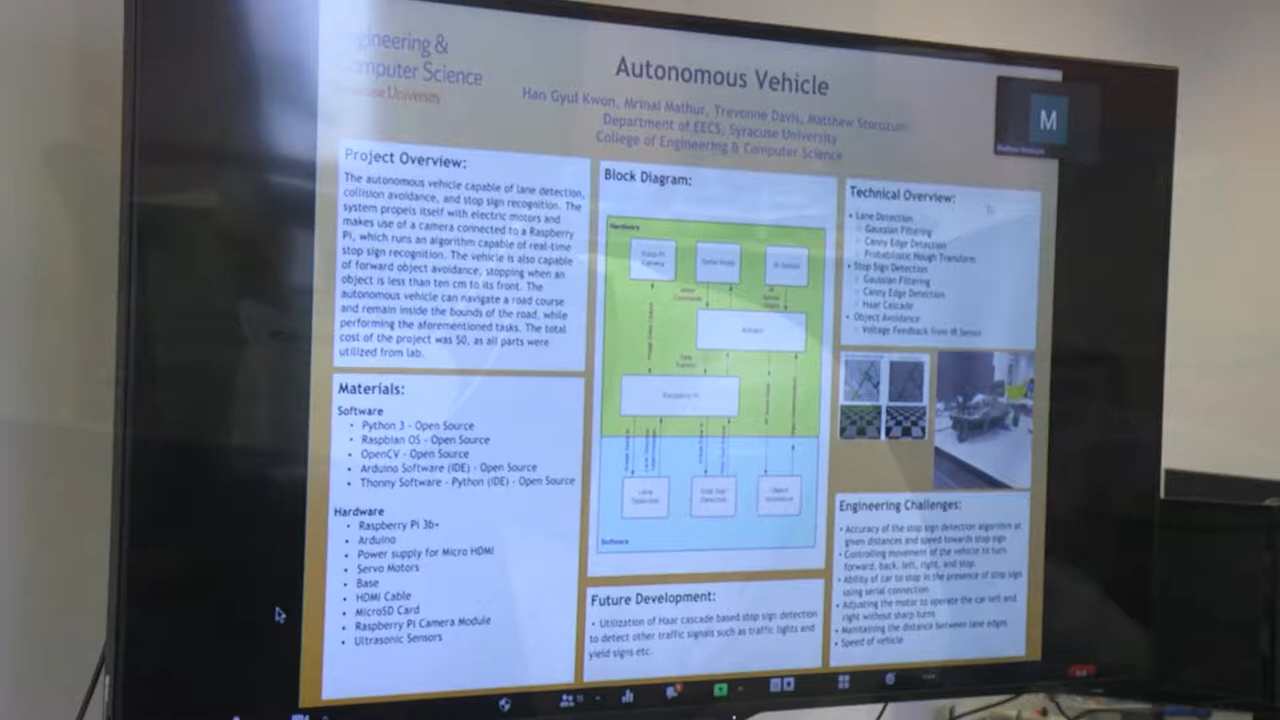 Engineering &
Computer Science
University
Autonomous Vehicle
Han Gyul Kwon, Mrinal Mathur, Trevonne Davis, Matthew Storozum
Department of EECS, Syracuse University
College of Engineering & Computer Science
M
Project Overview:
The autonomous vehicle capable of lane detection,
collision avoidance, and stop sign recognition. The
system propels itself with electric motors and
makes use of a camera connected to a Raspberry
Pi, which runs an algorithm capable of real-time
stop sign recognition. The vehicle is also capable
of forward object avoidance, stopping when an
object is less than ten cm to its front. The
autonomous vehicle can navigate a road course
and remain inside the bounds of the road, while
performing the aforementioned tasks. The total
cost of the project was $0, as all parts were
utilized from lab.
Materials:
Software
• Python 3 - Open Source
• Raspbian OS - Open Source
• OpenCV - Open Source
• Arduino Software (IDE) - Open Source
• Thonny Software - Python (IDE) - Open Source
Hardware
• Raspberry Pi 3b+
• Arduino
• Power supply for Micro HDMI
• Servo Motors
• Base
• HDMI Cable
• MicroSD Card
• Raspberry Pi Camera Module
• Ultrasonic Sensors
Block Diagram:
Hardware
Camera
IR Sensor
Arduino
Raspberry Pi
Lane
Detection
Stop Sign
Detection
Object
Avoidance
Software
Future Development:
• Utilization of Haar cascade based stop sign detection
to detect other traffic signals such as traffic lights and
yield signs etc.
Technical Overview:
• Lane Detection
Gaussian Filtering
Canny Edge Detection
Probabilistic Hough Transform
• Stop Sign Detection
Gaussian Filtering
Canny Edge Detection
Haar Cascade
• Object Avoidance
Voltage Feedback from IR Sensor
Engineering Challenges:
• Accuracy of the stop sign detection algorithm at
given distances and speed towards stop sign
• Controlling movement of the vehicle to turn
forward, back, left, right, and stop.
• Ability of car to stop in the presence of stop sign
using serial connection
• Adjusting the motor to operate the car left and
right without sharp turns
• Maintaining the distance between lane edges
• Speed of vehicle